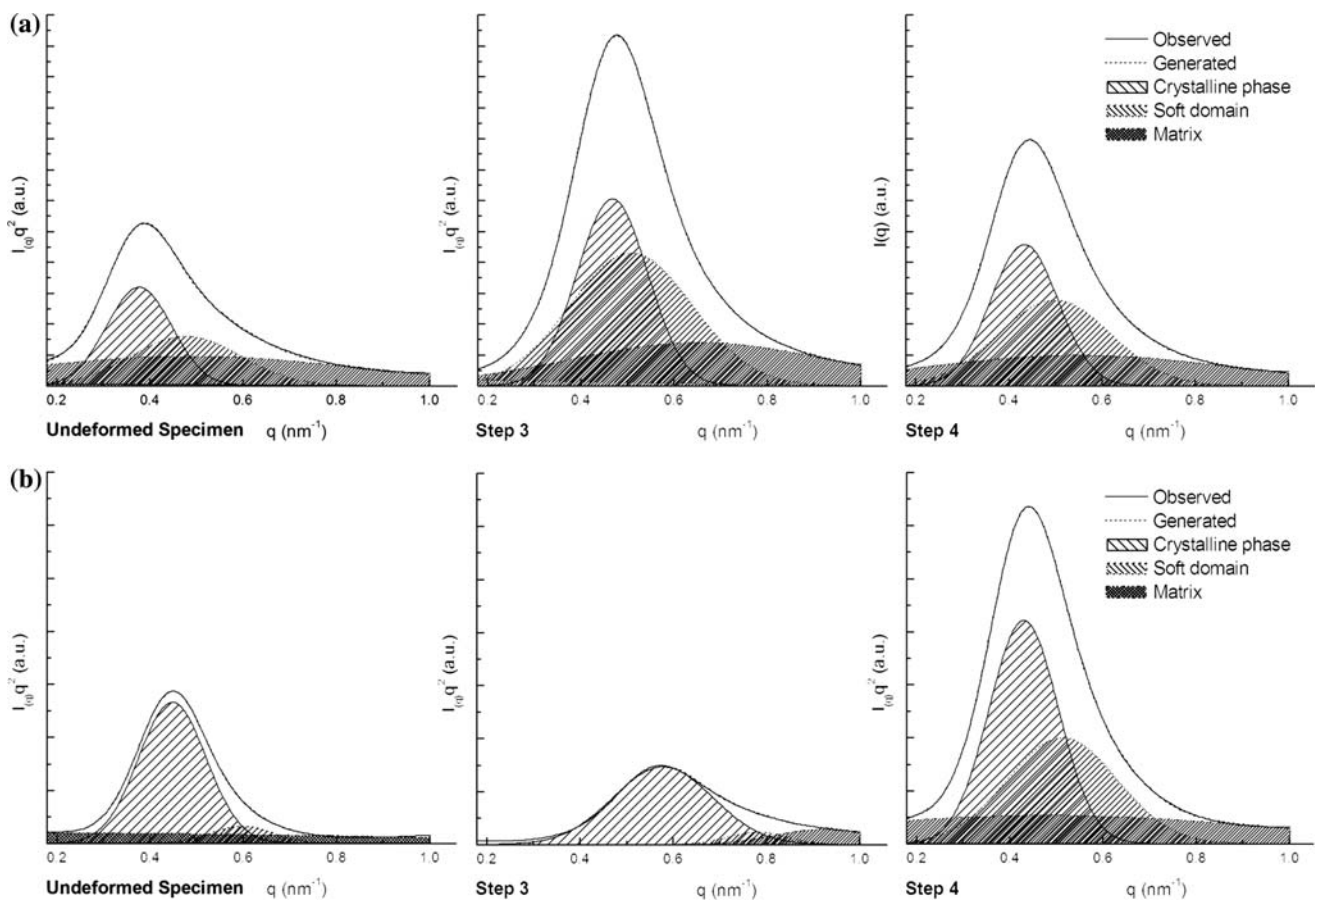 (a)
I(q)q² (a.u.)
0.2 0.4 0.6 0.8 1.0
Undeformed Specimen q (nm⁻¹)
I(q)q² (a.u.)
0.2 0.4 0.6 0.8 1.0
Step 3 q (nm⁻¹)
I(q) (a.u.)
Observed
Generated
Crystalline phase
Soft domain
Matrix
0.2 0.4 0.6 0.8 1.0
Step 4 q (nm⁻¹)
(b)
I(q)q² (a.u.)
0.2 0.4 0.6 0.8 1.0
Undeformed Specimen q (nm⁻¹)
I(q)q² (a.u.)
0.2 0.4 0.6 0.8 1.0
Step 3 q (nm⁻¹)
I(q)q² (a.u.)
Observed
Generated
Crystalline phase
Soft domain
Matrix
0.2 0.4 0.6 0.8 1.0
Step 4 q (nm⁻¹)